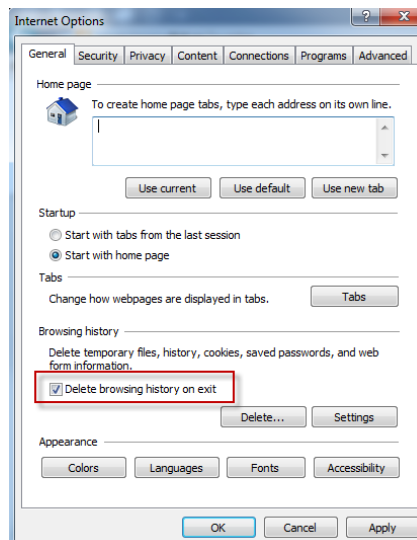 Internet Options
General Security Privacy Content Connections Programs Advanced
Home page
To create home page tabs, type each address on its own line.
Use current Use default Use new tab
Startup
Start with tabs from the last session
Start with home page
Tabs
Change how webpages are displayed in tabs. Tabs
Browsing history
Delete temporary files, history, cookies, saved passwords, and web
form information.
Delete browsing history on exit
Delete... Settings
Appearance
Colors Languages Fonts Accessibility
OK Cancel Apply